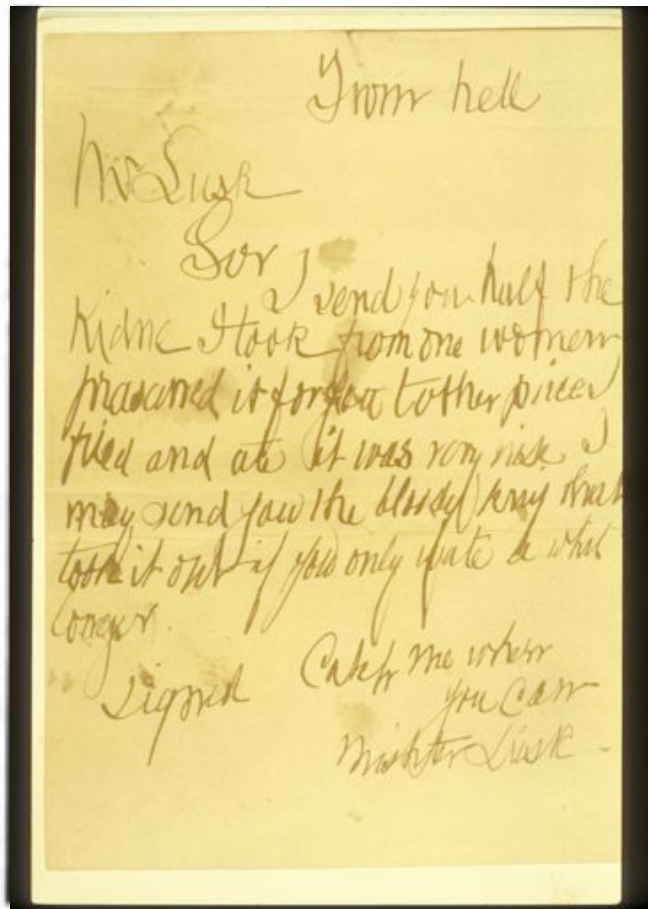 From hell
Mr Lusk
Sor
I send you half the
Kidne I took from one women
prasarved it for you tother piece I
fried and ate it was very nise I
may send you the bloody knif that
took it out if you only wate a whil
longer.
signed
Catch me when
you can
Mishter Lusk